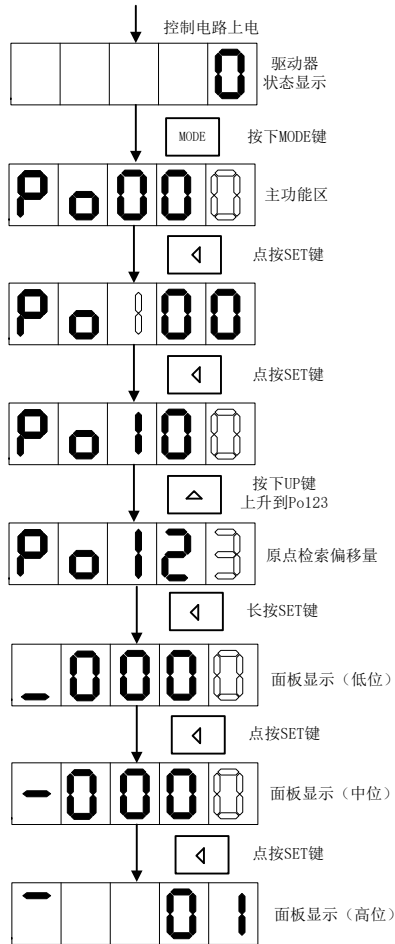 控制电路上电
0
驱动器
状态显示
MODE
按下MODE键
Po000
主功能区
点按SET键
Po100
点按SET键
Po100
按下UP键
上升到Po123
Po123
原点检索偏移量
长按SET键
_0000
面板显示（低位）
点按SET键
-0000
面板显示（中位）
点按SET键
‾ 01
面板显示（高位）